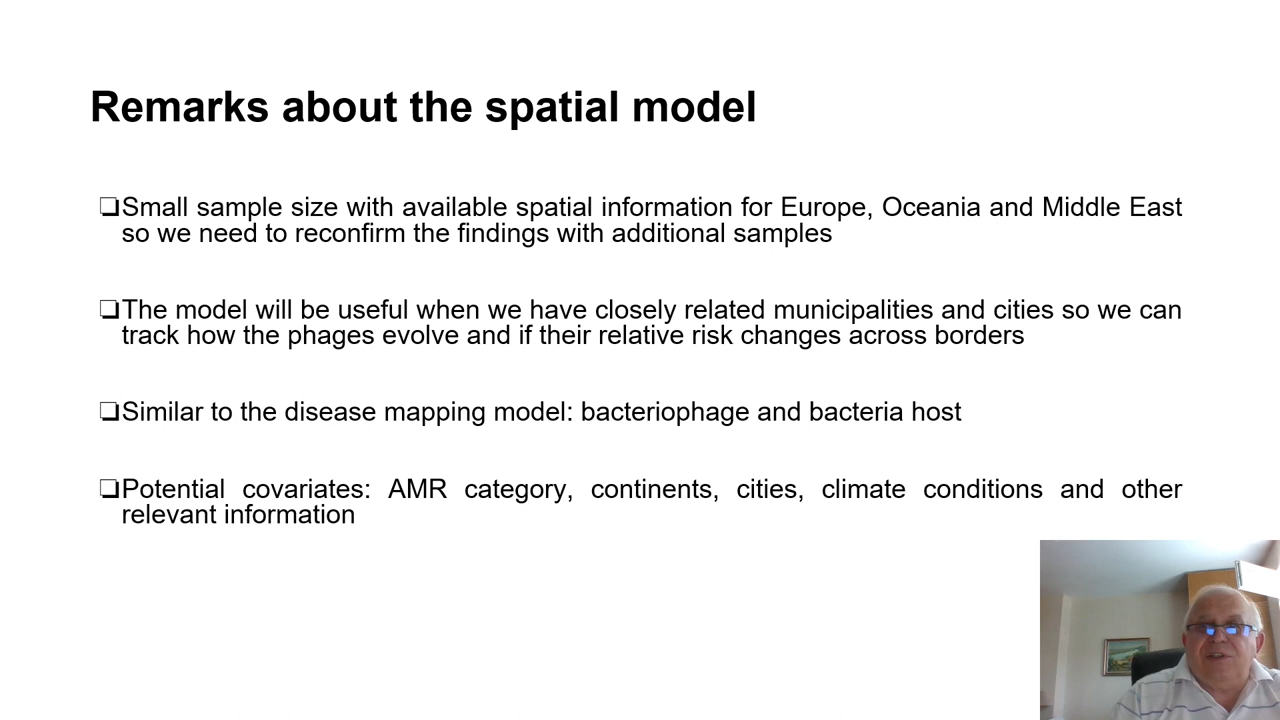 Remarks about the spatial model
❑Small sample size with available spatial information for Europe, Oceania and Middle East
so we need to reconfirm the findings with additional samples
❑The model will be useful when we have closely related municipalities and cities so we can
track how the phages evolve and if their relative risk changes across borders
❑Similar to the disease mapping model: bacteriophage and bacteria host
❑Potential covariates: AMR category, continents, cities, climate conditions and other
relevant information